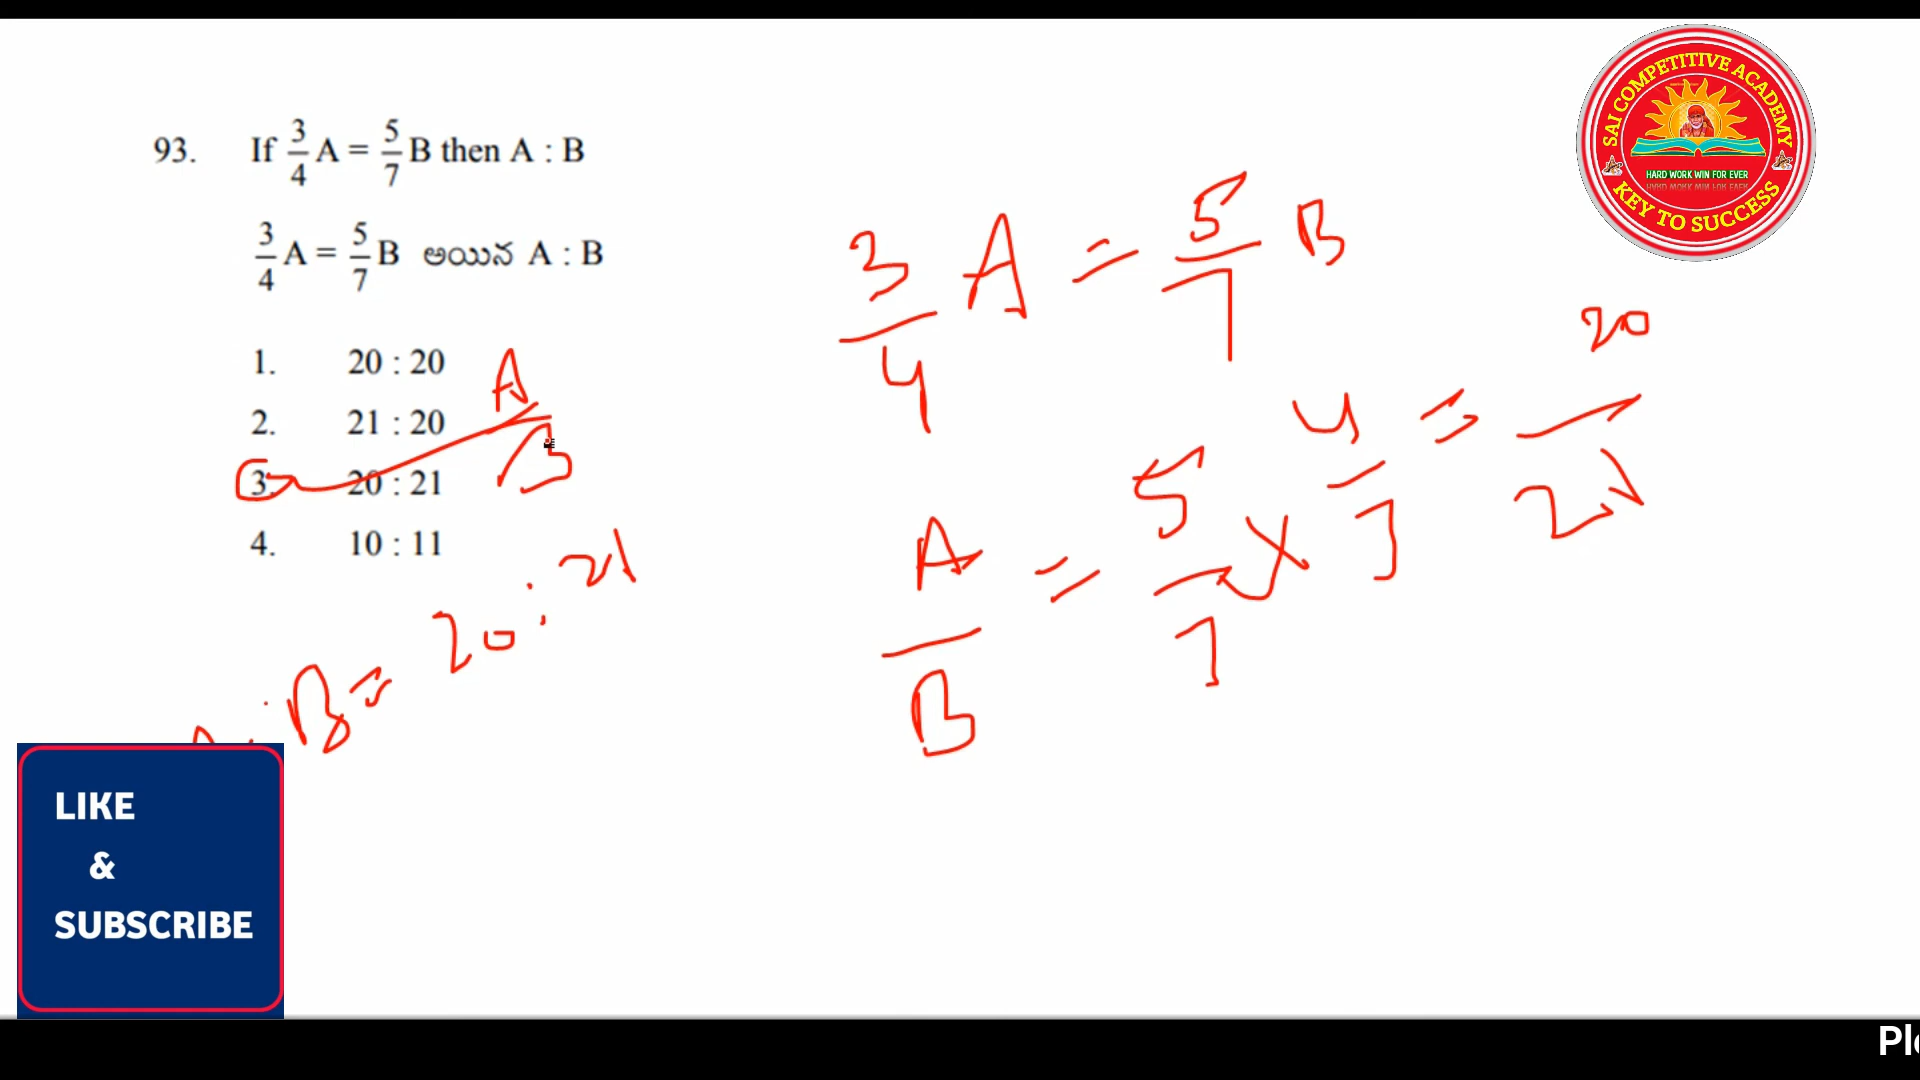 93. If 3/4 A = 5/7 B then A : B
3/4 A = 5/7 B అయిన A : B
1. 20 : 20
2. 21 : 20
3. 20 : 21
4. 10 : 11
A/B
B = 20 : 21
3/4 A = 5/7 B
A/B = 5/7 × 4/3 = 20/21
SAI COMPETITIVE ACADEMY
HARD WORK WIN FOR EVER
KEY TO SUCCESS
LIKE
&
SUBSCRIBE